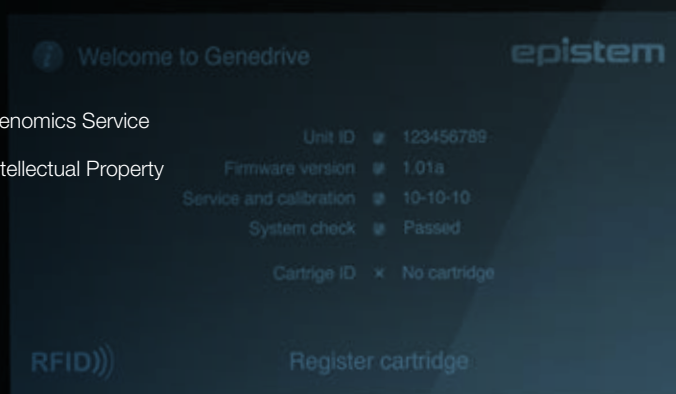 Welcome to Genedrive
epistem
enomics Service
ntellectual Property
Unit ID 123456789
Firmware version 1.01a
Service and calibration 10-10-10
System check Passed
Cartrige ID × No cartridge
RFID
Register cartridge